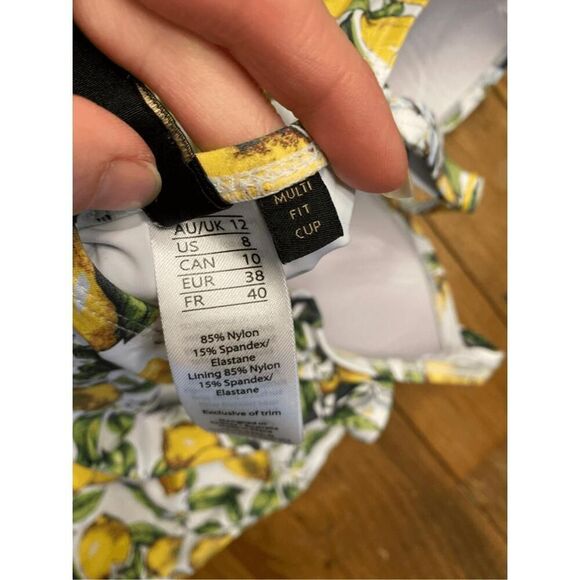 MULTI
FIT
CUP
AU/UK 12
US 8
CAN 10
EUR 38
FR 40
85% Nylon
15% Spandex/
Elastane
Lining 85% Nylon
15% Spandex/
Elastane
Exclusive of trim